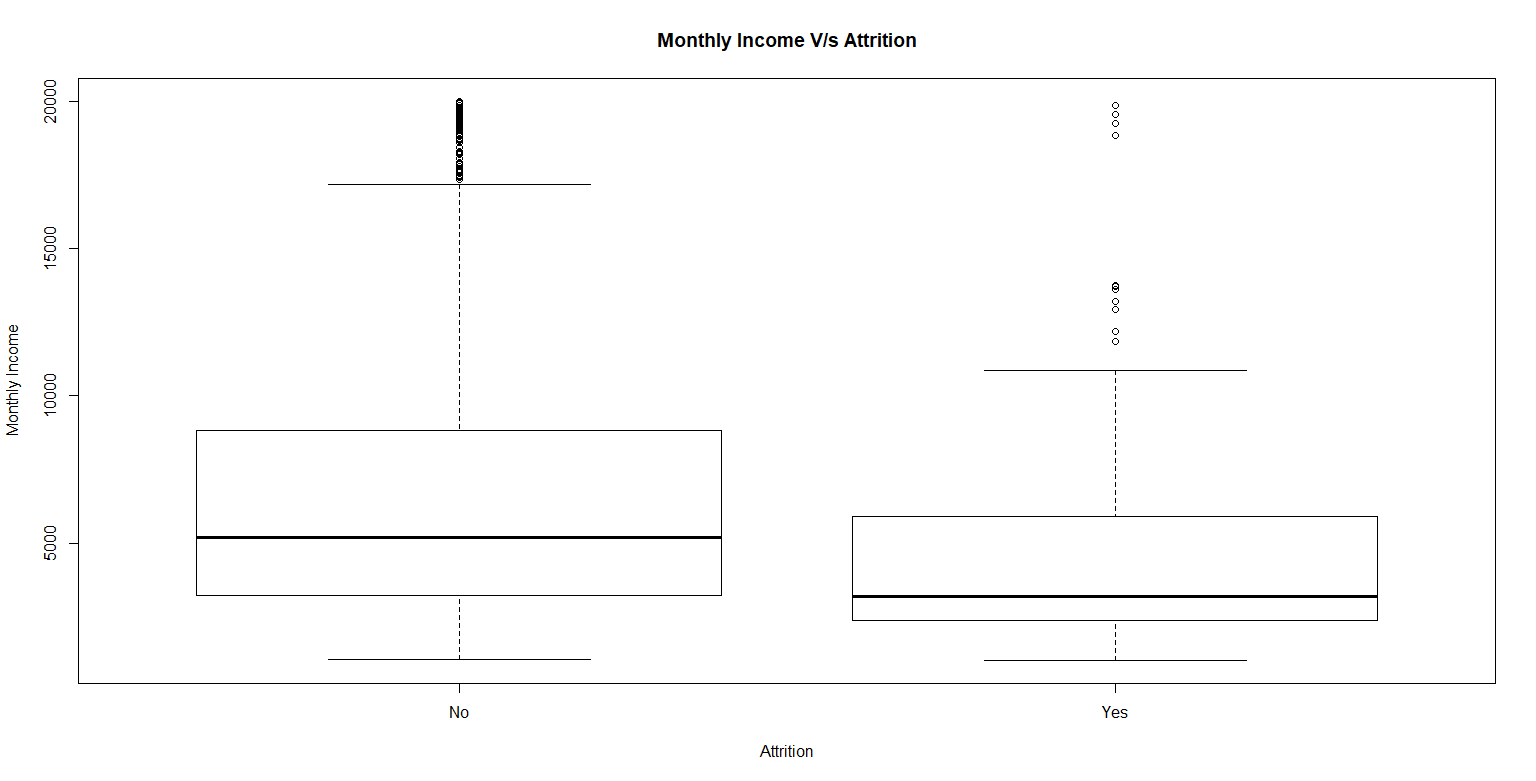 Monthly Income V/s Attrition
20000
15000
10000
5000
Monthly Income
No
Yes
Attrition